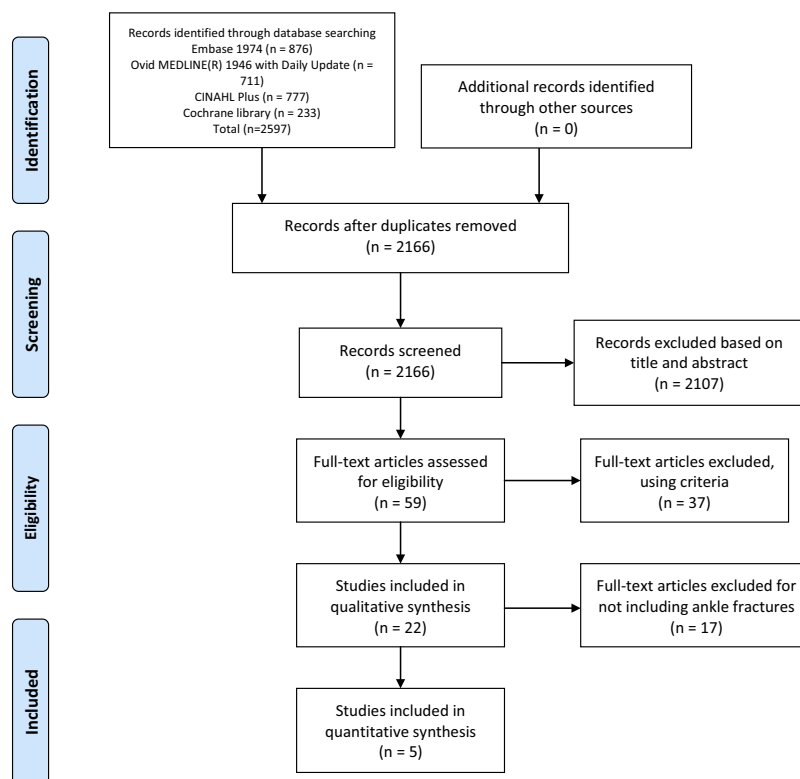 Records identified through database searching
Embase 1974 (n = 876)
Ovid MEDLINE(R) 1946 with Daily Update (n =
711)
CINAHL Plus (n = 777)
Cochrane library (n = 233)
Total (n=2597)
Additional records identified
through other sources
(n = 0)
Identification
Records after duplicates removed
(n = 2166)
Screening
Records screened
(n = 2166)
Records excluded based on
title and abstract
(n = 2107)
Eligibility
Full-text articles assessed
for eligibility
(n = 59)
Full-text articles excluded,
using criteria
(n = 37)
Studies included in
qualitative synthesis
(n = 22)
Full-text articles excluded for
not including ankle fractures
(n = 17)
Included
Studies included in
quantitative synthesis
(n = 5)